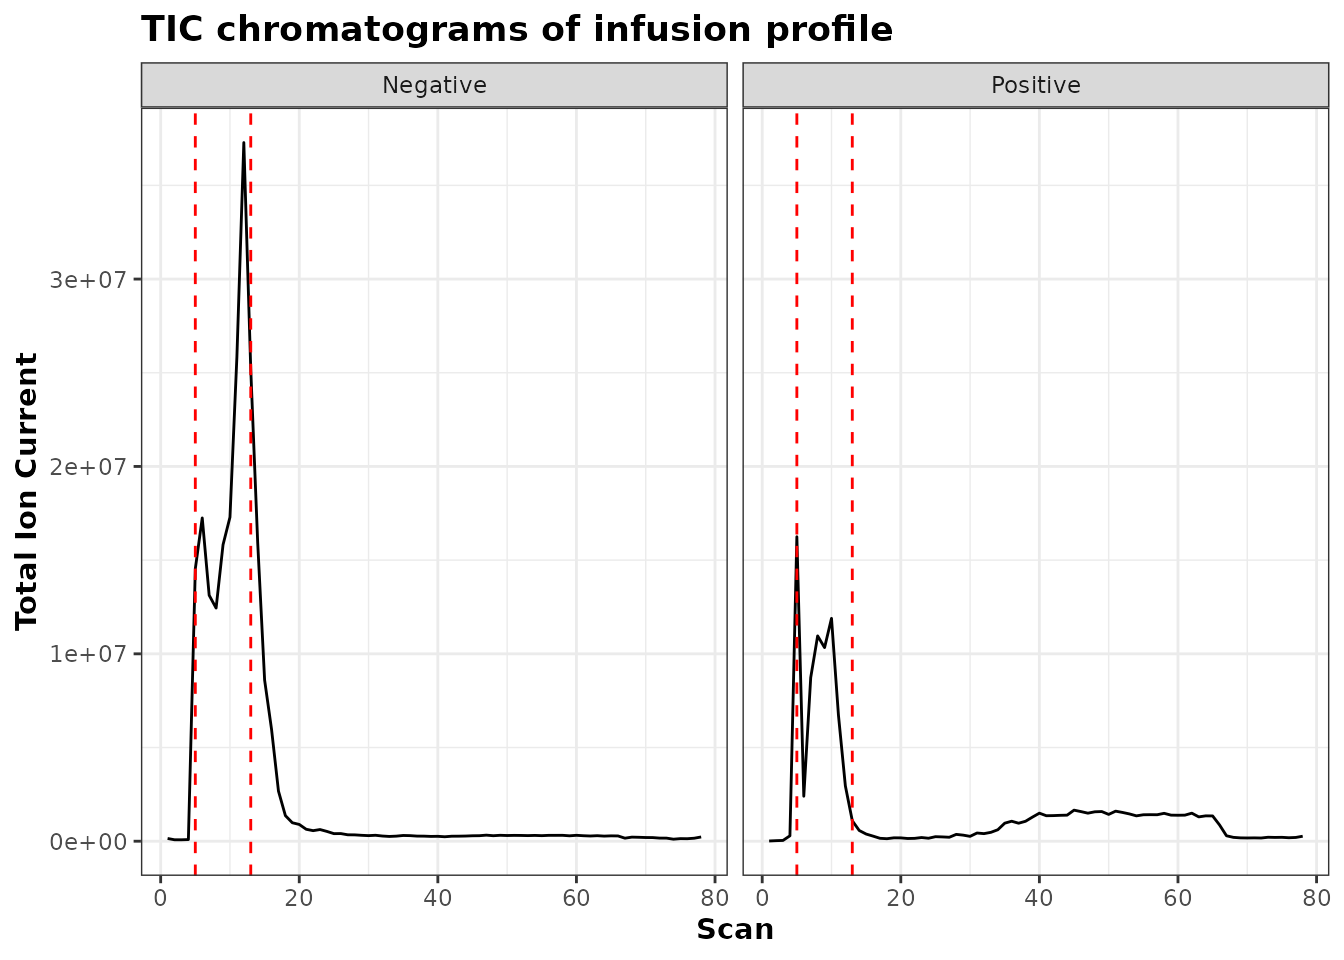 TIC chromatograms of infusion profile
Negative
Positive
Total Ion Current
3e+07
2e+07
1e+07
0e+00
0 20 40 60 80
0 20 40 60 80
Scan